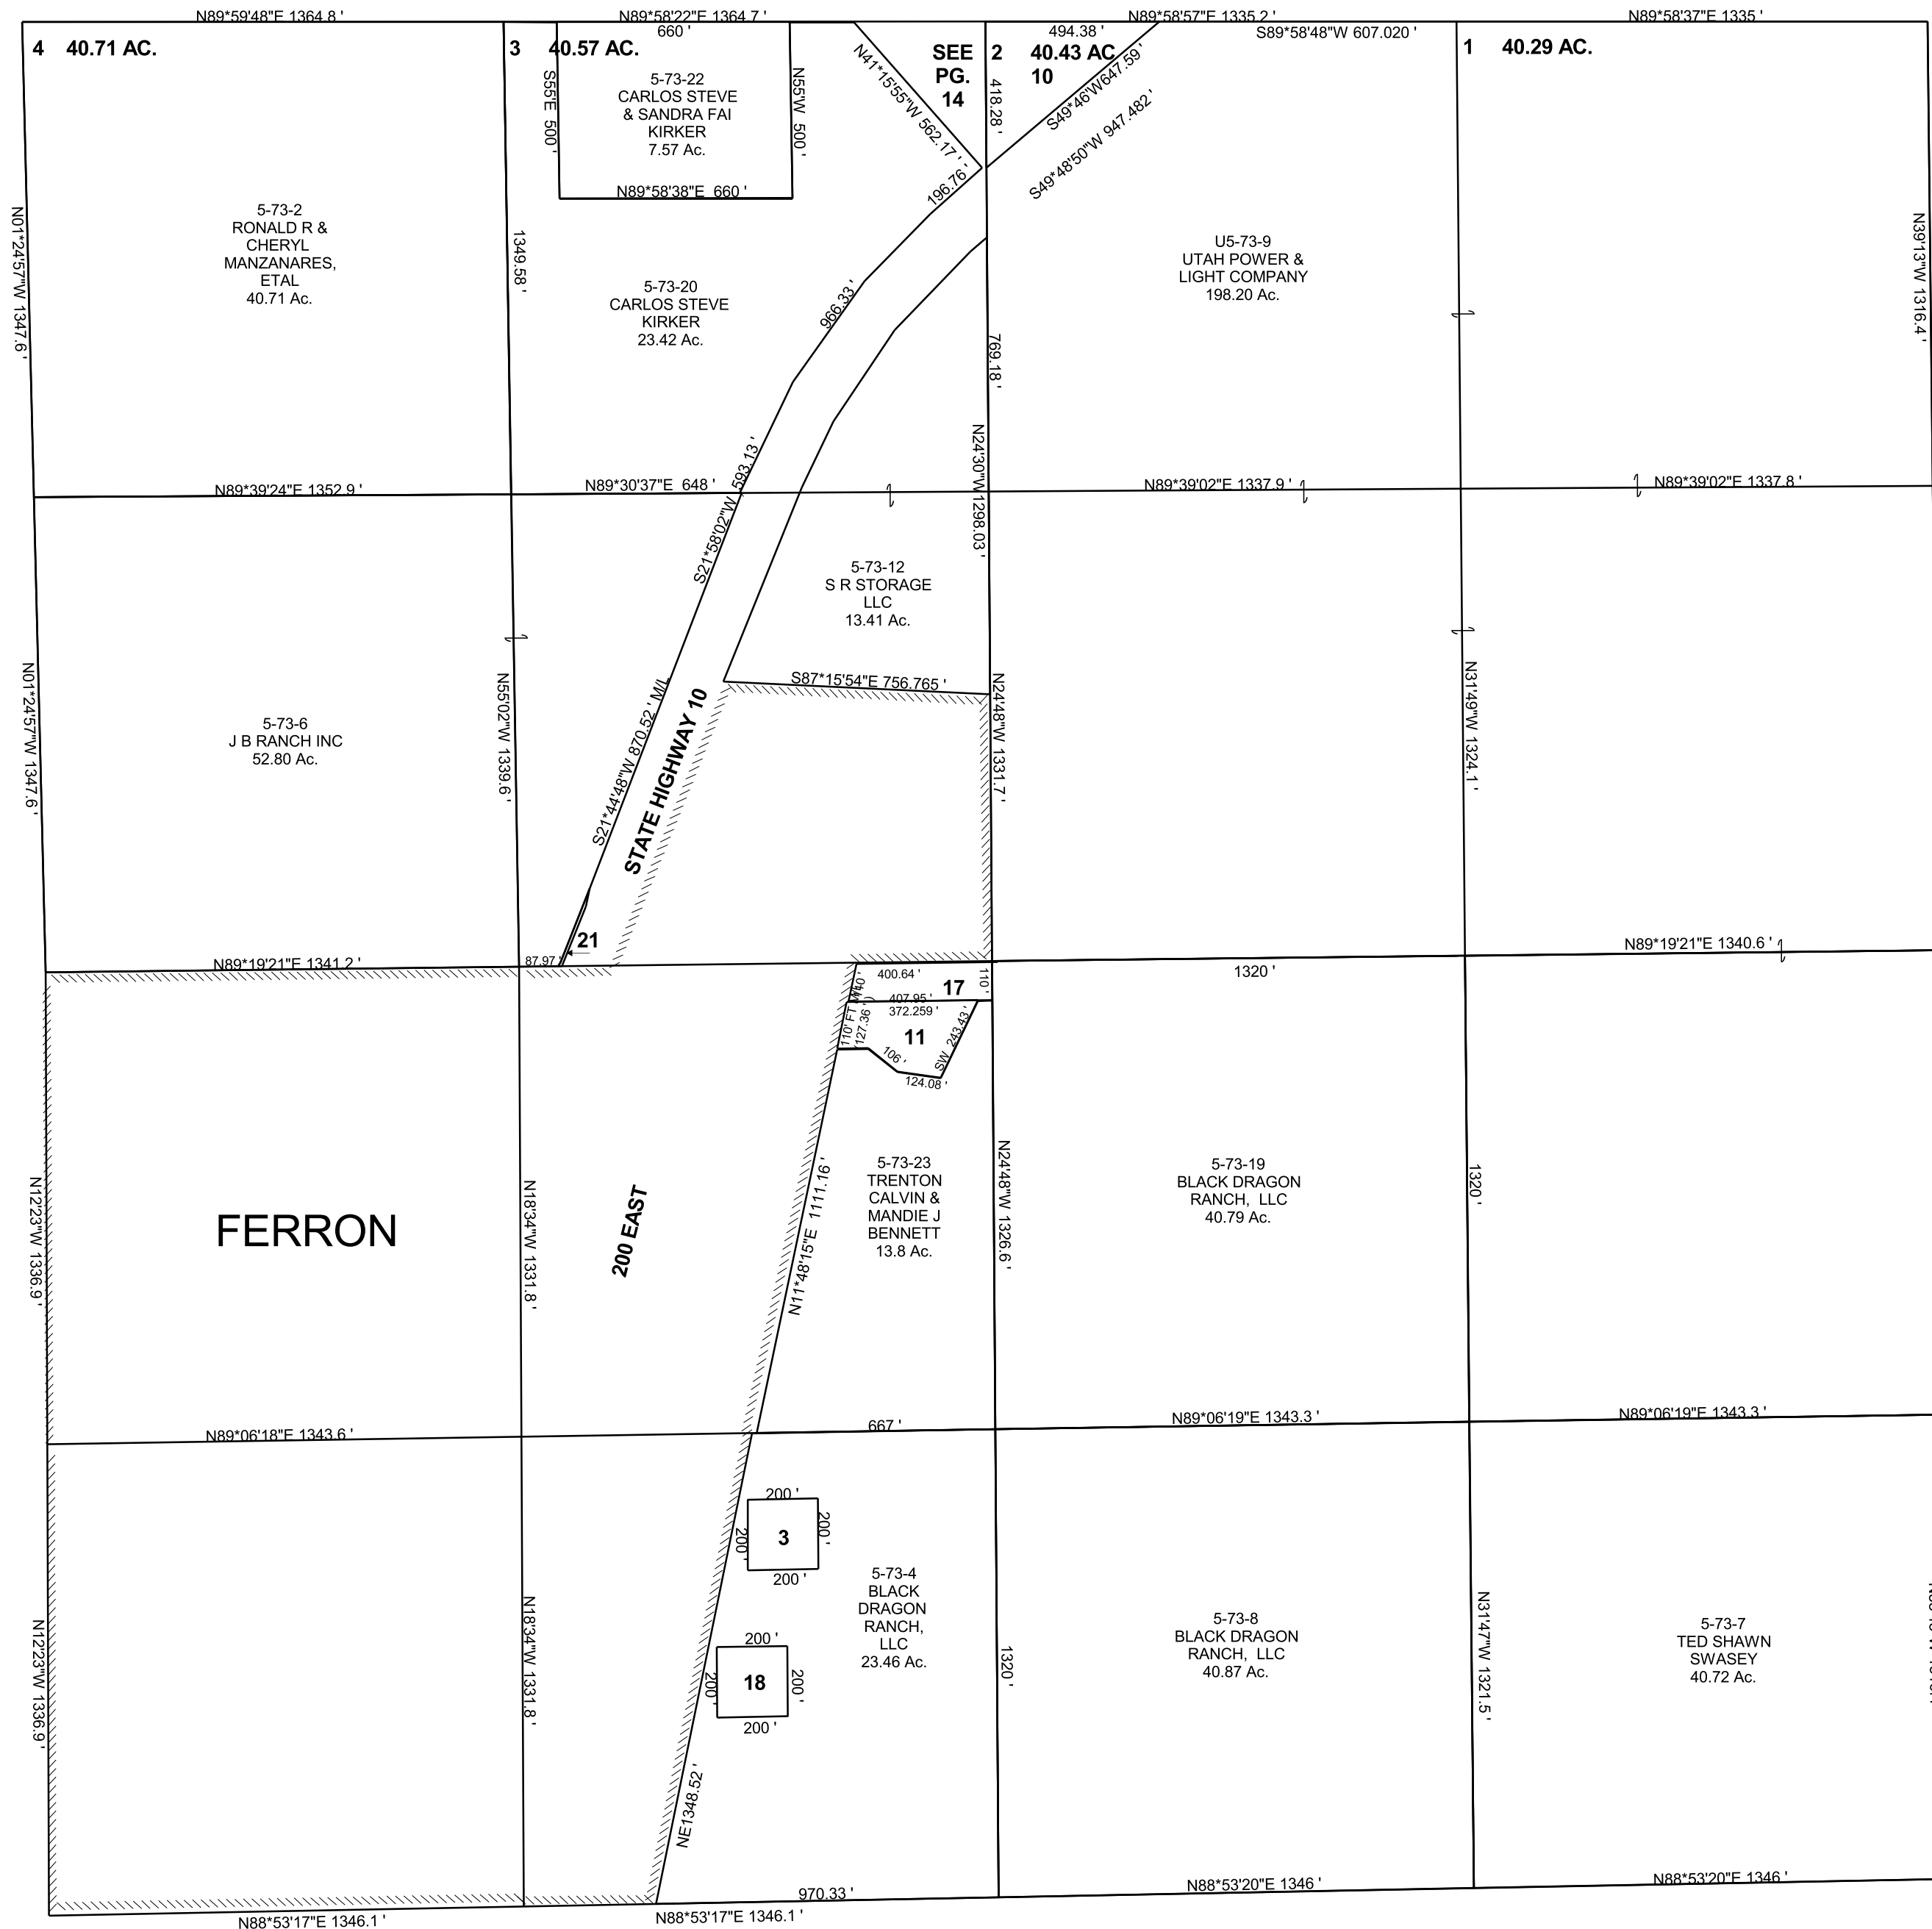 N89*59'48"E 1364.8 '
N89*58'22"E 1364.7 '
N89*58'57"E 1335.2 '
N89*58'37"E 1335 '
660 '
494.38 '
S89*58'48"W 607.020 '
4 40.71 AC.
3 40.57 AC.
SEE
PG.
14
2 40.43 AC
10
1 40.29 AC.
S55'E 500 '
5-73-22
CARLOS STEVE
& SANDRA FAI
KIRKER
7.57 Ac.
N55'W 500 '
N41*15'55"W 562.17 '
418.28 '
S49*46'W647.59 '
S49*48'50"W 947.482 '
N89*58'38"E 660 '
196.76 '
N01*24'57"W 1347.6 '
5-73-2
RONALD R &
CHERYL
MANZANARES,
ETAL
40.71 Ac.
1349.58 '
5-73-20
CARLOS STEVE
KIRKER
23.42 Ac.
966.33 '
769.18 '
U5-73-9
UTAH POWER &
LIGHT COMPANY
198.20 Ac.
N39'13"W 1316.4 '
N24'30"W1298.03 '
S21*58'02"W 593.13 '
N89*39'24"E 1352.9 '
N89*30'37"E 648 '
N89*39'02"E 1337.9 '
N89*39'02"E 1337.8 '
5-73-12
S R STORAGE
LLC
13.41 Ac.
S87*15'54"E 756.765 '
N01*24'57"W 1347.6 '
5-73-6
J B RANCH INC
52.80 Ac.
N55'02"W 1339.6 '
S21*44'48"W 870.52 ' M/L
STATE HIGHWAY 10
N24'48"W 1331.7 '
N31'49"W 1324.1 '
21
87.97 '
N89*19'21"E 1341.2 '
N89*19'21"E 1340.6 '
400.64 '
110 '
17
1320 '
407.95 '
372.259 '
110' FT M
(127.36 ' )
11
106 '
SW 243.43 '
124.08 '
N12'23"W 1336.9 '
FERRON
N18'34"W 1331.8 '
200 EAST
N11*48'15"E 1111.16 '
5-73-23
TRENTON
CALVIN &
MANDIE J
BENNETT
13.8 Ac.
N24'48"W 1326.6 '
5-73-19
BLACK DRAGON
RANCH, LLC
40.79 Ac.
1320 '
N89*06'18"E 1343.6 '
667 '
N89*06'19"E 1343.3 '
N89*06'19"E 1343.3 '
200 '
200 '
3
200 '
200 '
N12'23"W 1336.9 '
N18'34"W 1331.8 '
200 '
200 '
18
200 '
200 '
5-73-4
BLACK
DRAGON
RANCH,
LLC
23.46 Ac.
1320 '
5-73-8
BLACK DRAGON
RANCH, LLC
40.87 Ac.
N31'47"W 1321.5 '
5-73-7
TED SHAWN
SWASEY
40.72 Ac.
NE1348.52 '
970.33 '
N88*53'20"E 1346 '
N88*53'20"E 1346 '
N88*53'17"E 1346.1 '
N88*53'17"E 1346.1 '